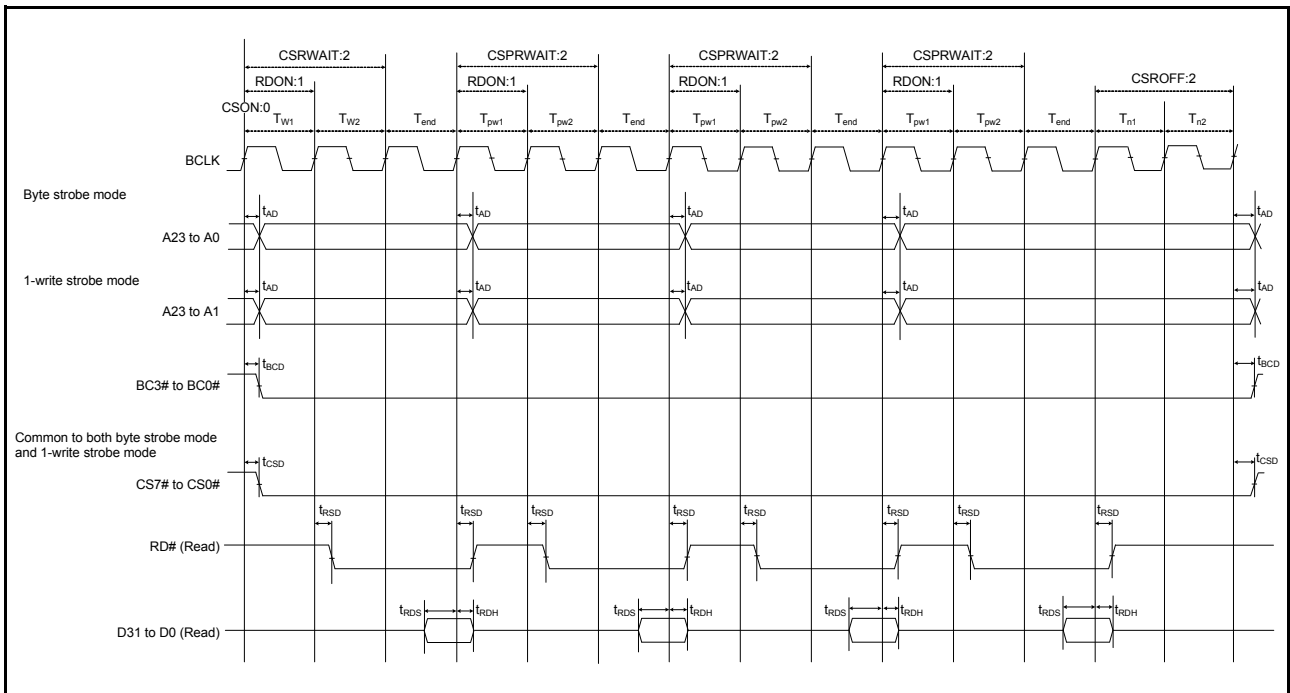 CSRWAIT:2 CSPRWAIT:2 CSPRWAIT:2 CSPRWAIT:2
RDON:1 RDON:1 RDON:1 RDON:1 CSROFF:2
CSON:0
TW1 TW2 Tend Tpw1 Tpw2 Tend Tpw1 Tpw2 Tend Tpw1 Tpw2 Tend Tn1 Tn2
BCLK
Byte strobe mode
tAD tAD tAD tAD tAD
A23 to A0
1-write strobe mode
tAD tAD tAD tAD tAD
A23 to A1
tBCD tBCD
BC3# to BC0#
Common to both byte strobe mode
and 1-write strobe mode
tCSD tCSD
CS7# to CS0#
tRSD tRSD tRSD tRSD tRSD tRSD tRSD tRSD
RD# (Read)
tRDS tRDH tRDS tRDH tRDS tRDH tRDS tRDH
D31 to D0 (Read)